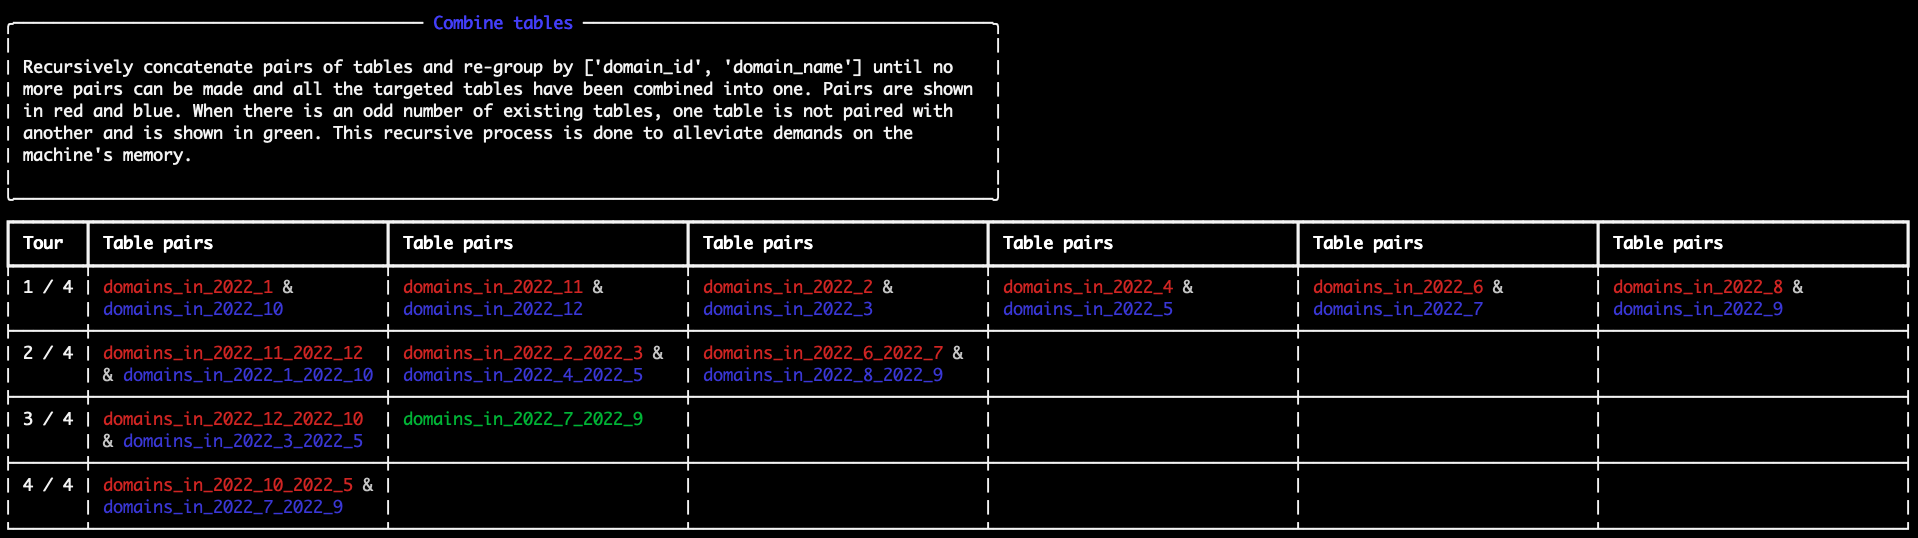 Combine tables
Recursively concatenate pairs of tables and re-group by ['domain_id', 'domain_name'] until no
more pairs can be made and all the targeted tables have been combined into one. Pairs are shown
in red and blue. When there is an odd number of existing tables, one table is not paired with
another and is shown in green. This recursive process is done to alleviate demands on the
machine's memory.
Tour Table pairs Table pairs Table pairs Table pairs Table pairs Table pairs
1 / 4 domains_in_2022_1 & domains_in_2022_11 & domains_in_2022_2 & domains_in_2022_4 & domains_in_2022_6 & domains_in_2022_8 &
domains_in_2022_10 domains_in_2022_12 domains_in_2022_3 domains_in_2022_5 domains_in_2022_7 domains_in_2022_9
2 / 4 domains_in_2022_11_2022_12 domains_in_2022_2_2022_3 & domains_in_2022_6_2022_7 &
& domains_in_2022_1_2022_10 domains_in_2022_4_2022_5 domains_in_2022_8_2022_9
3 / 4 domains_in_2022_12_2022_10 domains_in_2022_7_2022_9
& domains_in_2022_3_2022_5
4 / 4 domains_in_2022_10_2022_5 &
domains_in_2022_7_2022_9